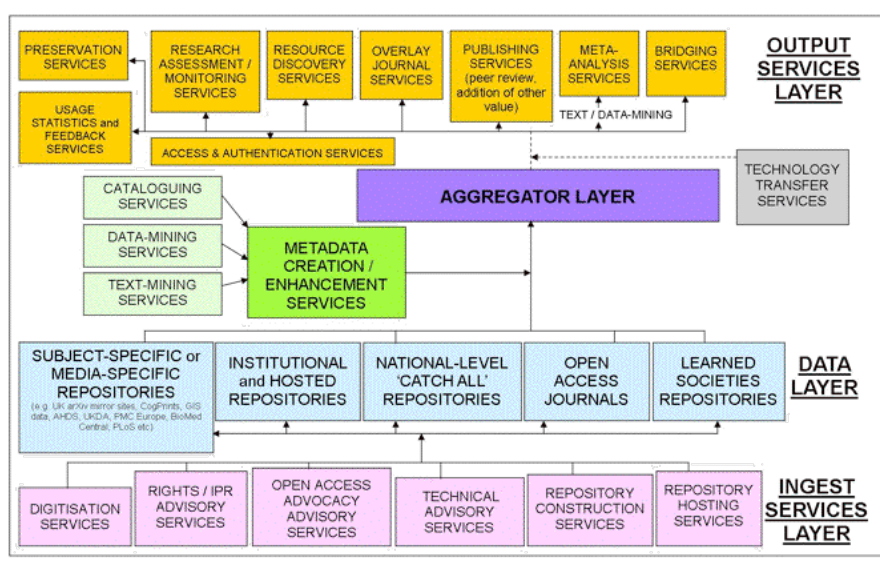 PRESERVATION
SERVICES
RESEARCH
ASSESSMENT /
MONITORING
SERVICES
RESOURCE
DISCOVERY
SERVICES
OVERLAY
JOURNAL
SERVICES
PUBLISHING
SERVICES
(peer review,
addition of other
value)
META-
ANALYSIS
SERVICES
BRIDGING
SERVICES
OUTPUT
SERVICES
LAYER
USAGE
STATISTICS and
FEEDBACK
SERVICES
TEXT / DATA-MINING
ACCESS & AUTHENTICATION SERVICES
TECHNOLOGY
TRANSFER
SERVICES
AGGREGATOR LAYER
CATALOGUING
SERVICES
DATA-MINING
SERVICES
TEXT-MINING
SERVICES
METADATA
CREATION /
ENHANCEMENT
SERVICES
SUBJECT-SPECIFIC or
MEDIA-SPECIFIC
REPOSITORIES
(e.g. UK arXiv mirror sites, CogPrints, GIS
data, AHDS, UKDA, PMC Europe, BioMed
Central, PLoS etc)
INSTITUTIONAL
and HOSTED
REPOSITORIES
NATIONAL-LEVEL
'CATCH ALL'
REPOSITORIES
OPEN
ACCESS
JOURNALS
LEARNED
SOCIETIES
REPOSITORIES
DATA
LAYER
DIGITISATION
SERVICES
RIGHTS / IPR
ADVISORY
SERVICES
OPEN ACCESS
ADVOCACY
ADVISORY
SERVICES
TECHNICAL
ADVISORY
SERVICES
REPOSITORY
CONSTRUCTION
SERVICES
REPOSITORY
HOSTING
SERVICES
INGEST
SERVICES
LAYER